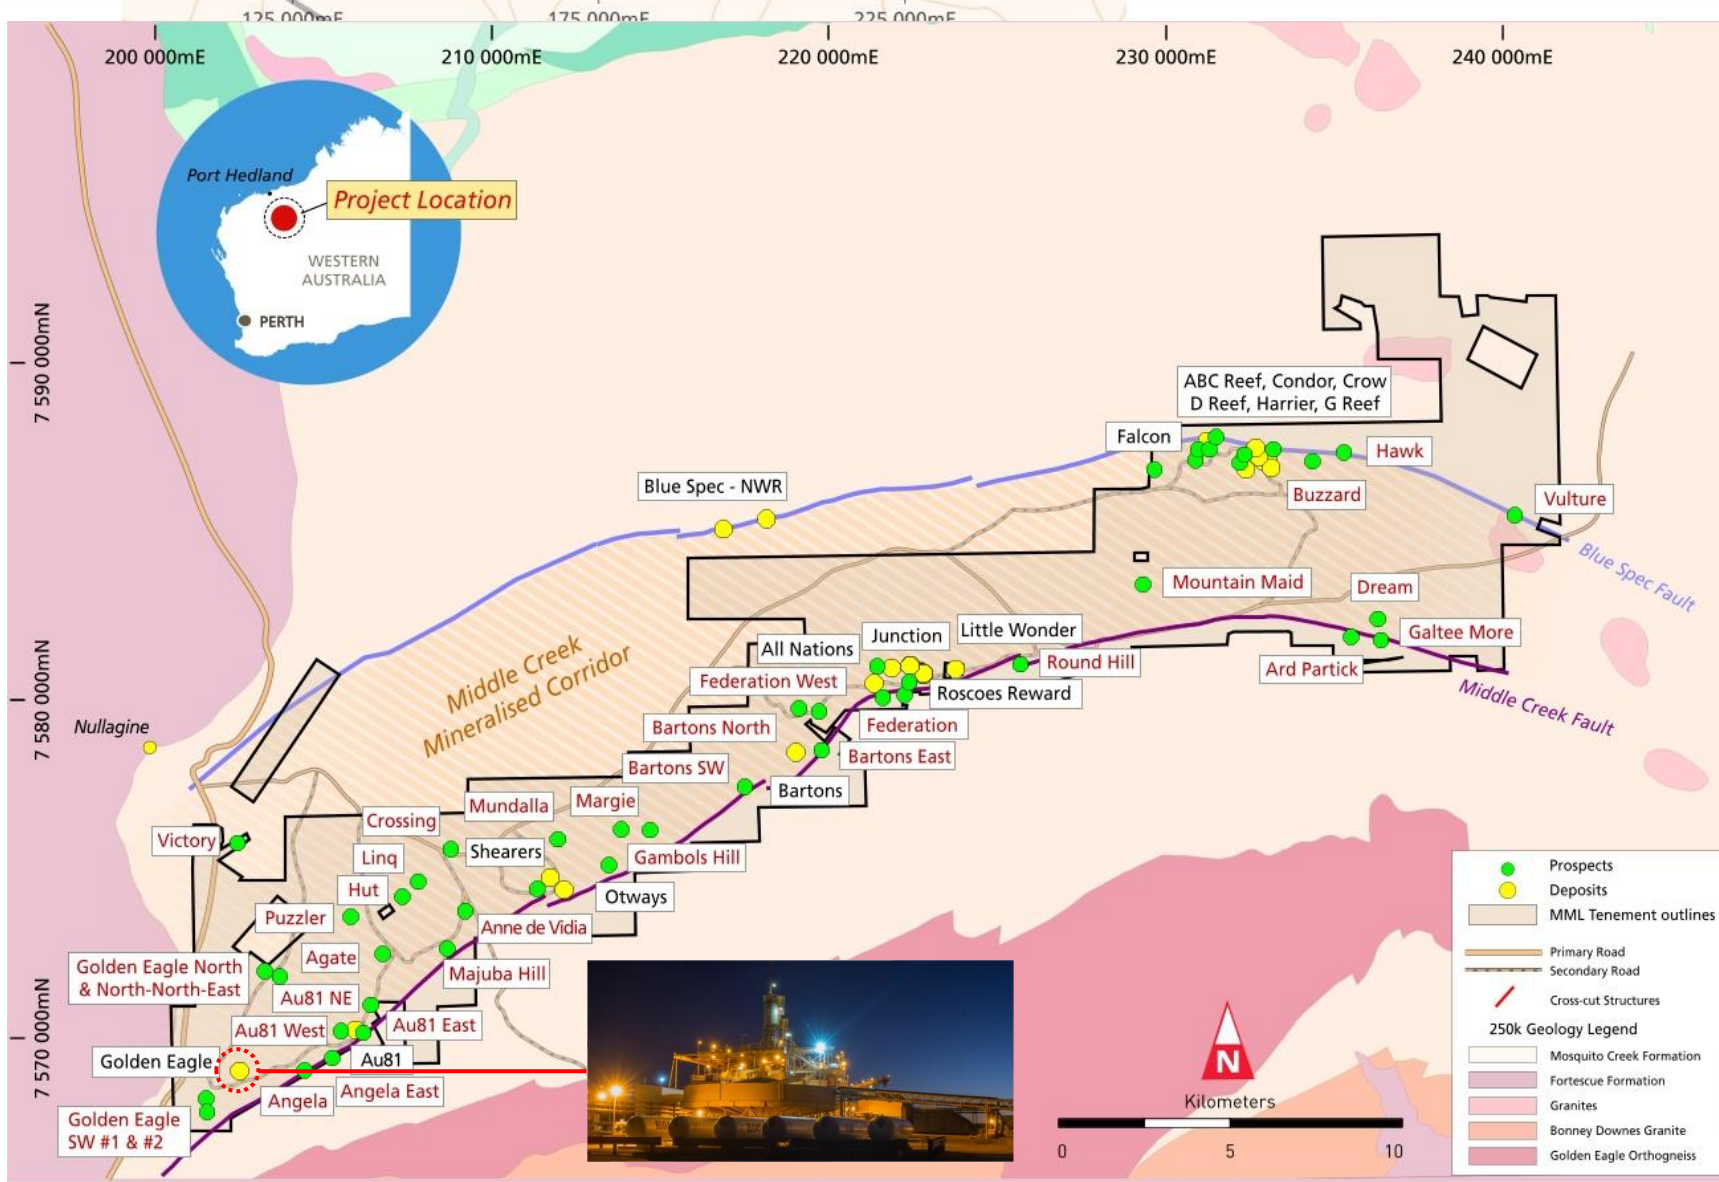 125 000mE
175 000mE
225 000mE
200 000mE
210 000mE
220 000mE
230 000mE
240 000mE
7 590 000mN
7 580 000mN
7 570 000mN
Port Hedland
Project Location
WESTERN
AUSTRALIA
PERTH
ABC Reef, Condor, Crow
D Reef, Harrier, G Reef
Falcon
Hawk
Blue Spec - NWR
Buzzard
Vulture
Blue Spec Fault
Mountain Maid
Dream
Little Wonder
Junction
All Nations
Galtee More
Round Hill
Ard Partick
Middle Creek
Mineralised Corridor
Federation West
Roscoes Reward
Middle Creek Fault
Nullagine
Bartons North
Federation
Bartons East
Bartons SW
Bartons
Mundalla
Margie
Crossing
Victory
Shearers
Linq
Gambols Hill
Hut
Otways
Puzzler
Anne de Vidia
Agate
Golden Eagle North
& North-North-East
Majuba Hill
Au81 NE
Au81 West
Au81 East
Golden Eagle
Au81
Angela East
Angela
Golden Eagle
SW #1 & #2
N
Kilometers
0
5
10
Prospects
Deposits
MML Tenement outlines
Primary Road
Secondary Road
Cross-cut Structures
250k Geology Legend
Mosquito Creek Formation
Fortescue Formation
Granites
Bonney Downes Granite
Golden Eagle Orthogneiss